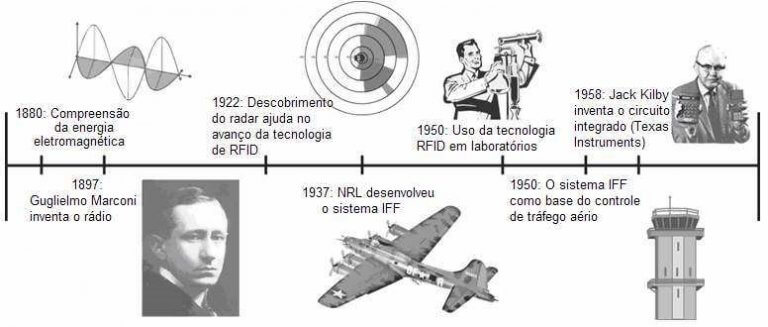 1880: Compreensão
da energia
eletromagnética
1897:
Guglielmo Marconi
inventa o rádio
1922: Descobrimento
do radar ajuda no
avanço da tecnologia
de RFID
1937: NRL desenvolveu
o sistema IFF
1950: Uso da tecnologia
RFID em laboratórios
1950: O sistema IFF
como base do controle
de tráfego aério
1958: Jack Kilby
inventa o circuito
integrado (Texas
Instruments)